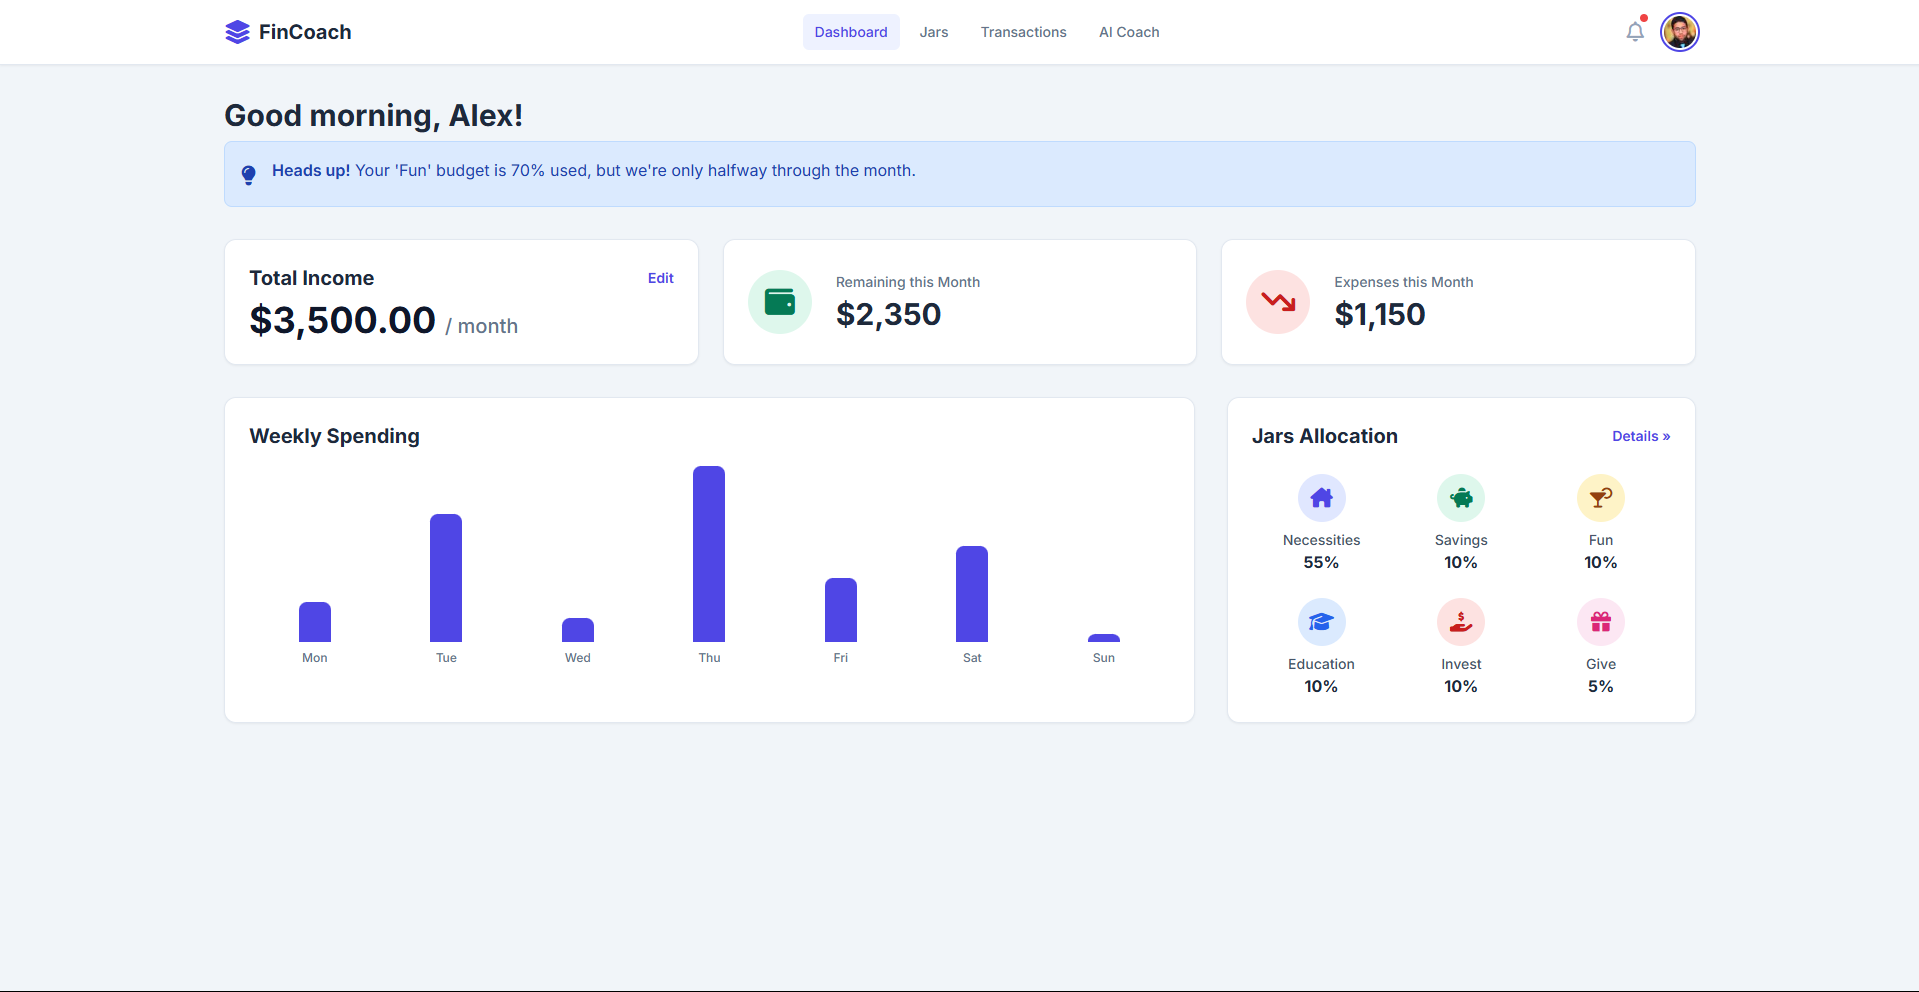 FinCoach
Dashboard
Jars
Transactions
AI Coach
Good morning, Alex!
Heads up! Your 'Fun' budget is 70% used, but we're only halfway through the month.
Total Income
Edit
$3,500.00 / month
Remaining this Month
$2,350
Expenses this Month
$1,150
Weekly Spending
Mon
Tue
Wed
Thu
Fri
Sat
Sun
Jars Allocation
Details »
Necessities
55%
Savings
10%
Fun
10%
Education
10%
Invest
10%
Give
5%